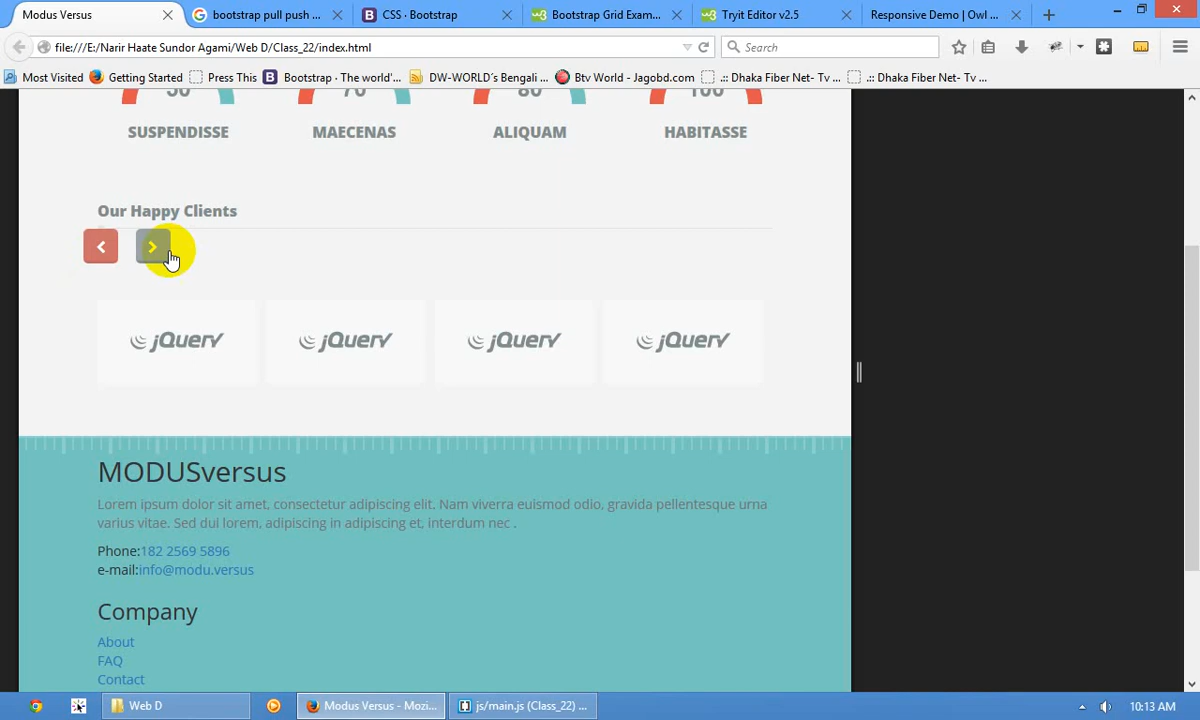 Modus Versus
bootstrap pull push ...
CSS · Bootstrap
Bootstrap Grid Exam...
Tryit Editor v2.5
Responsive Demo | Owl ...
file:///E:/Narir Haate Sundor Agami/Web D/Class_22/index.html
Search
Most Visited
Getting Started
Press This
Bootstrap · The world'...
DW-WORLD´s Bengali ...
Btv World - Jagobd.com
.:: Dhaka Fiber Net- Tv ...
.:: Dhaka Fiber Net- Tv ...
50
70
80
100
SUSPENDISSE
MAECENAS
ALIQUAM
HABITASSE
Our Happy Clients
jQuery
jQuery
jQuery
jQuery
MODUSversus
Lorem ipsum dolor sit amet, consectetur adipiscing elit. Nam viverra euismod odio, gravida pellentesque urna
varius vitae. Sed dui lorem, adipiscing in adipiscing et, interdum nec .
Phone:182 2569 5896
e-mail:info@modu.versus
Company
About
FAQ
Contact
Web D
Modus Versus - Mozi...
js/main.js (Class_22) ...
10:13 AM